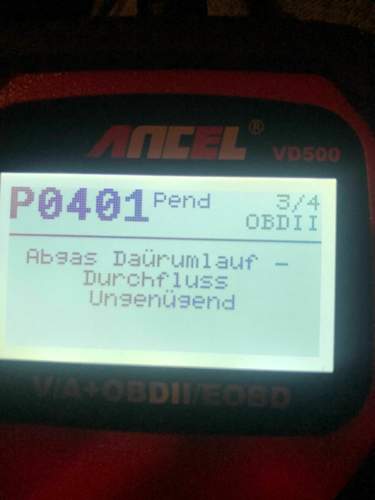 ANCEL®
VD500
P0401 Pend 3/4
OBDII
Abgas Daürumlauf -
Durchfluss
Ungenügend
V/A+OBDII/EOBD